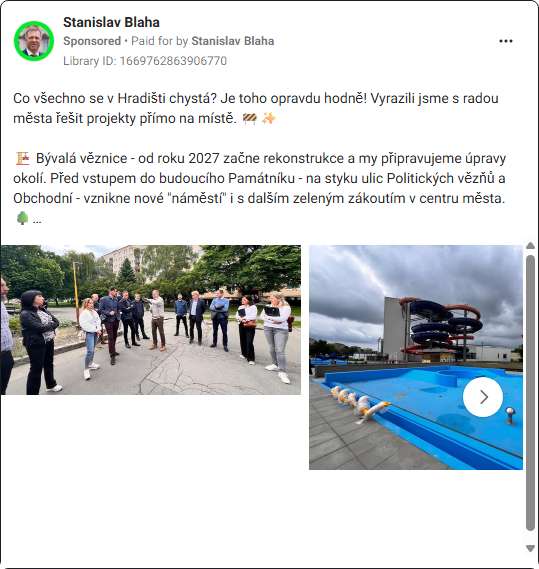 Stanislav Blaha
Sponsored • Paid for by Stanislav Blaha
Library ID: 1669762863906770
Co všechno se v Hradišti chystá? Je toho opravdu hodně! Vyrazili jsme s radou
města řešit projekty přímo na místě. 🚧 ✨
🏗️ Bývalá věznice - od roku 2027 začne rekonstrukce a my připravujeme úpravy
okolí. Před vstupem do budoucího Památníku - na styku ulic Politických vězňů a
Obchodní - vznikne nové "náměstí" i s dalším zeleným zákoutím v centru města.
🌳 ...